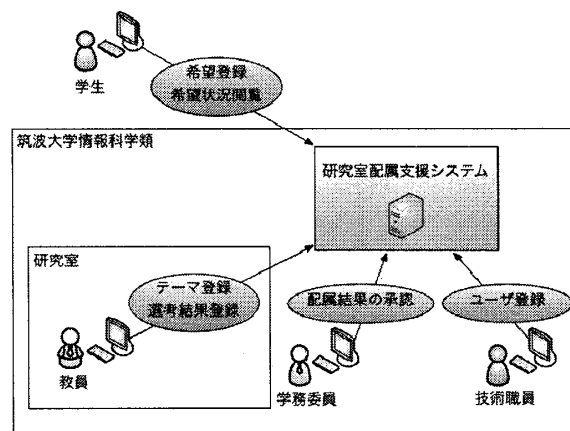 学生
希望登録
希望状況閲覧
筑波大学情報科学類
研究室配属支援システム
研究室
テーマ登録
選考結果登録
教員
配属結果の承認
学務委員
ユーザ登録
技術職員